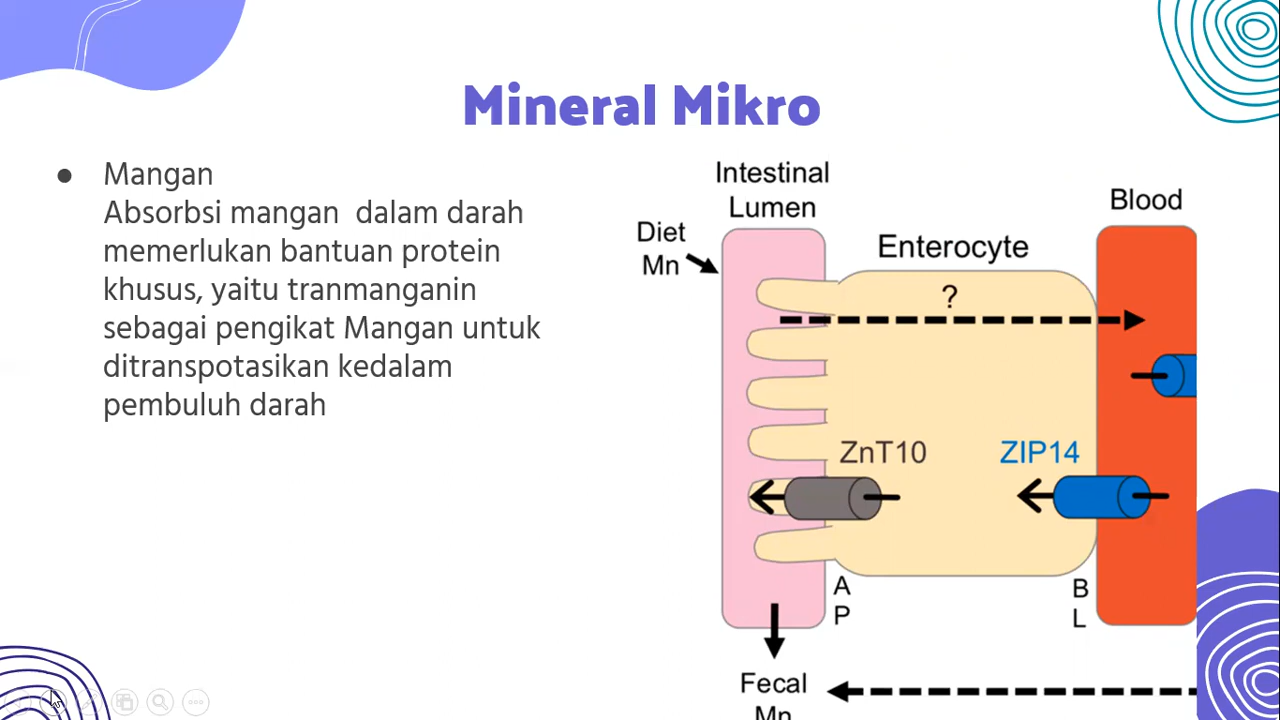 Mineral Mikro
● Mangan
Absorbsi mangan dalam darah
memerlukan bantuan protein
khusus, yaitu tranmanganin
sebagai pengikat Mangan untuk
ditranspotasikan kedalam
pembuluh darah
Intestinal
Lumen
Blood
Diet
Mn
Enterocyte
?
ZnT10
ZIP14
A
P
B
L
Fecal
Mn